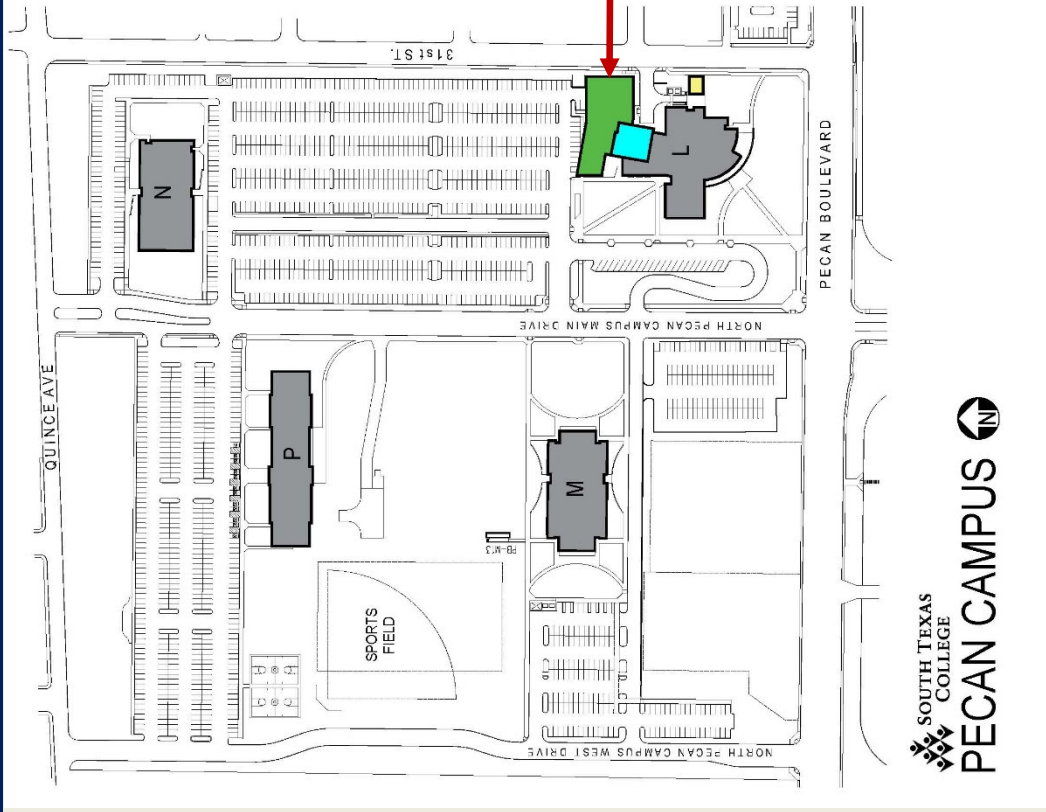 31st ST.
QUINCE AVE
N
L
PECAN BOULEVARD
NORTH PECAN CAMPUS MAIN DRIVE
P
M
PB-M13
SPORTS
FIELD
NORTH PECAN CAMPUS WEST DRIVE
SOUTH TEXAS
COLLEGE
PECAN CAMPUS
N